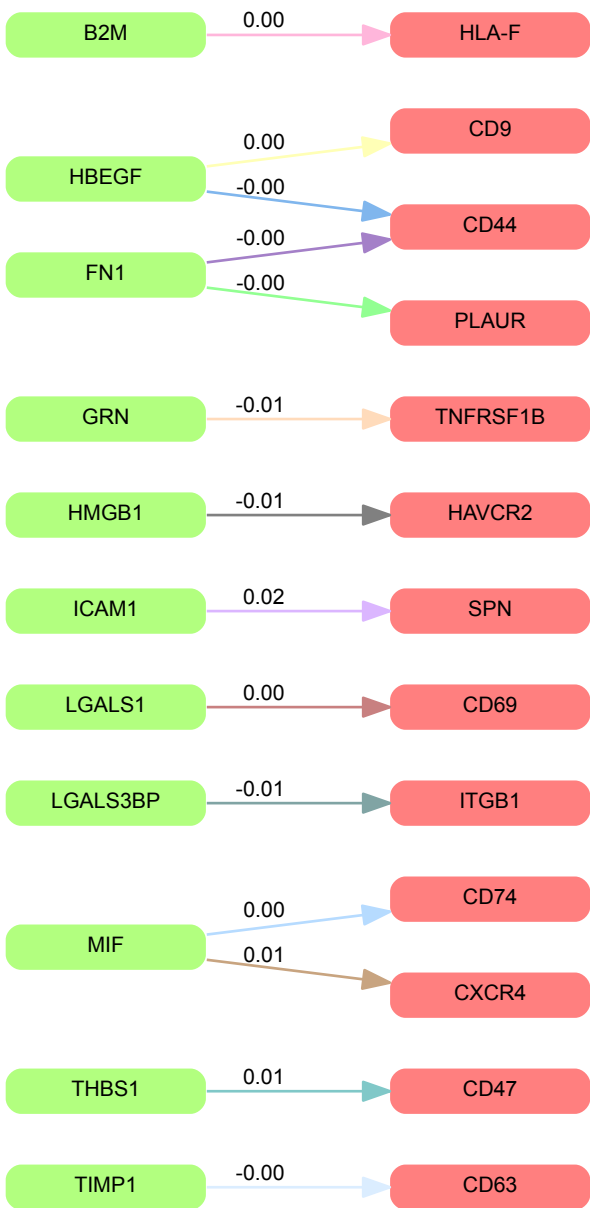 B2M 0.00 HLA-F
CD9
0.00
HBEGF
-0.00
CD44
-0.00
FN1
-0.00
PLAUR
GRN -0.01 TNFRSF1B
HMGB1 -0.01 HAVCR2
ICAM1 0.02 SPN
LGALS1 0.00 CD69
LGALS3BP -0.01 ITGB1
CD74
0.00
MIF
0.01
CXCR4
THBS1 0.01 CD47
TIMP1 -0.00 CD63